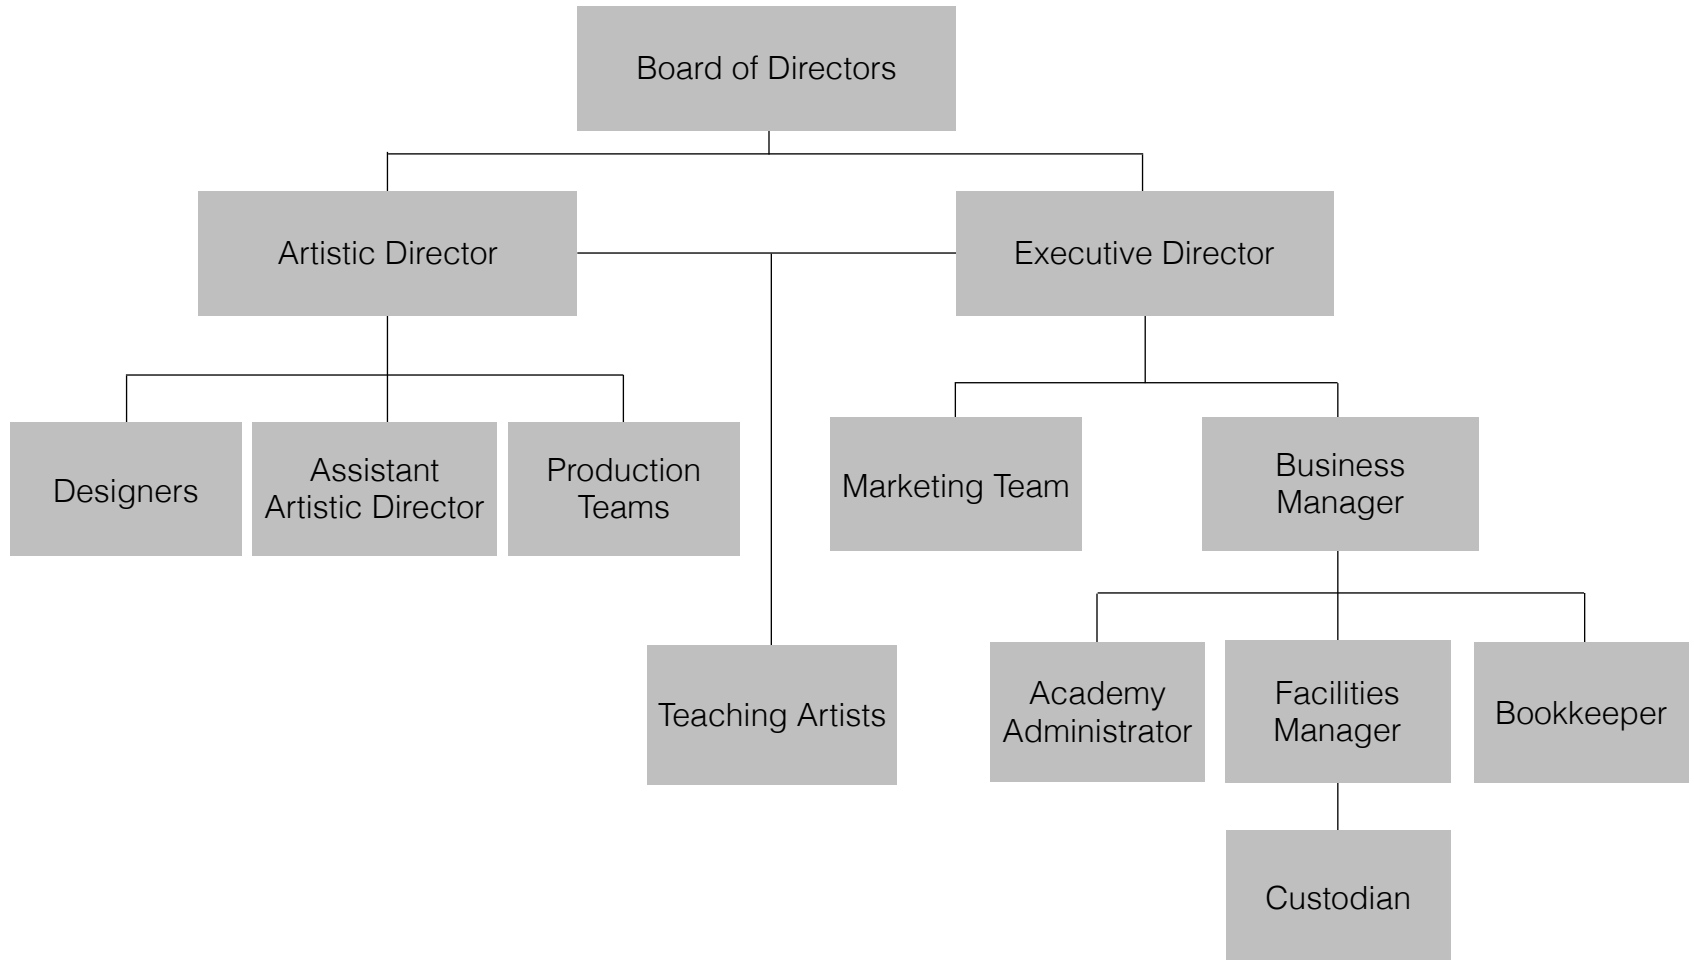 Board of Directors
Artistic Director
Executive Director
Designers
Assistant
Artistic Director
Production
Teams
Marketing Team
Business
Manager
Teaching Artists
Academy
Administrator
Facilities
Manager
Bookkeeper
Custodian